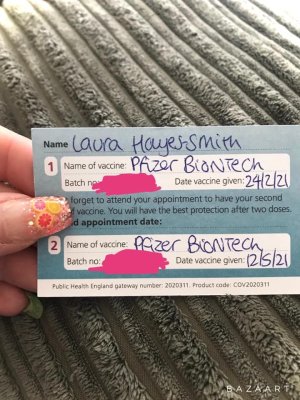 Name Laura Hayes-Smith
1 Name of vaccine: Pfizer BioNTech
Batch no Date vaccine given: 24/2/21
forget to attend your appointment to have your second
vaccine. You will have the best protection after two doses.
d appointment date:
2 Name of vaccine: Pfizer BioNTech
Batch no: Date vaccine given: 12/5/21
Public Health England gateway number: 2020311. Product code: COV2020311
BAZAART